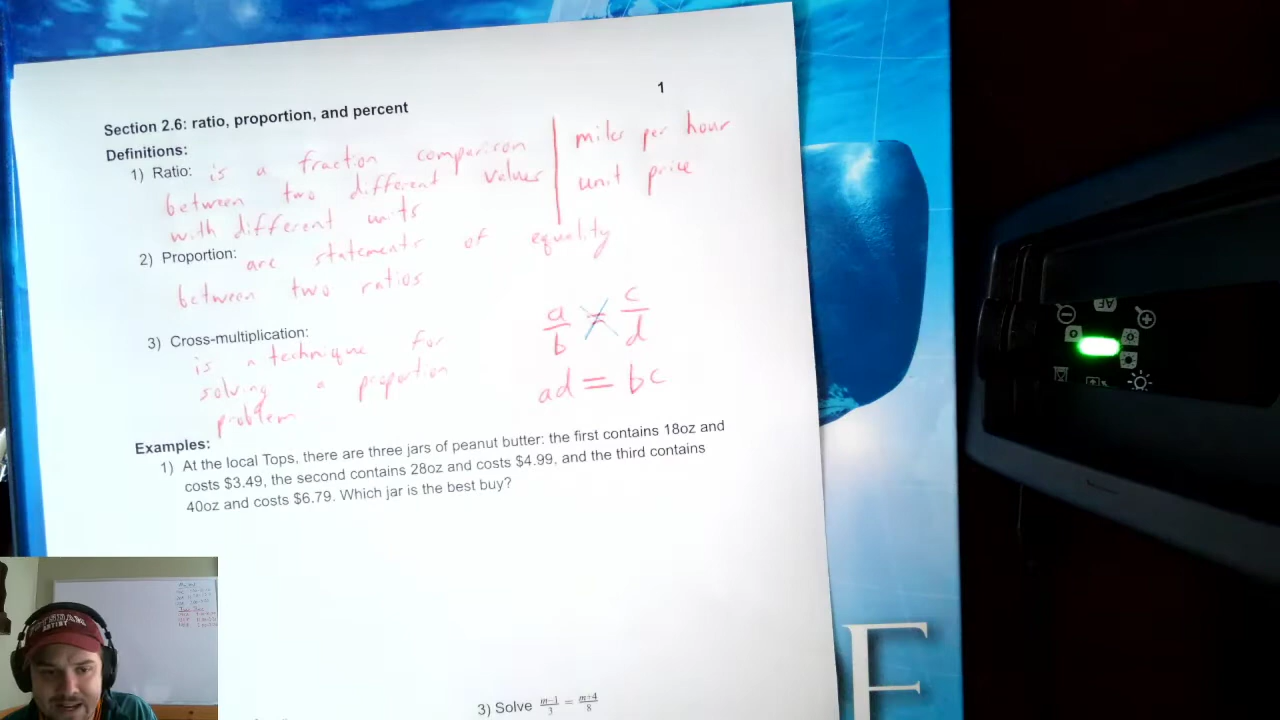 1
Section 2.6: ratio, proportion, and percent
Definitions:
1) Ratio: is a fraction comparison
between two different values
with different units
miles per hour
unit price
2) Proportion: are statements of equality
between two ratios
3) Cross-multiplication:
is a technique for
solving a proportion
problem
a/b = c/d
ad = bc
Examples:
1) At the local Tops, there are three jars of peanut butter: the first contains 18oz and
costs $3.49, the second contains 28oz and costs $4.99, and the third contains
40oz and costs $6.79. Which jar is the best buy?
3) Solve m-1/3 = m+4/8
E
AF